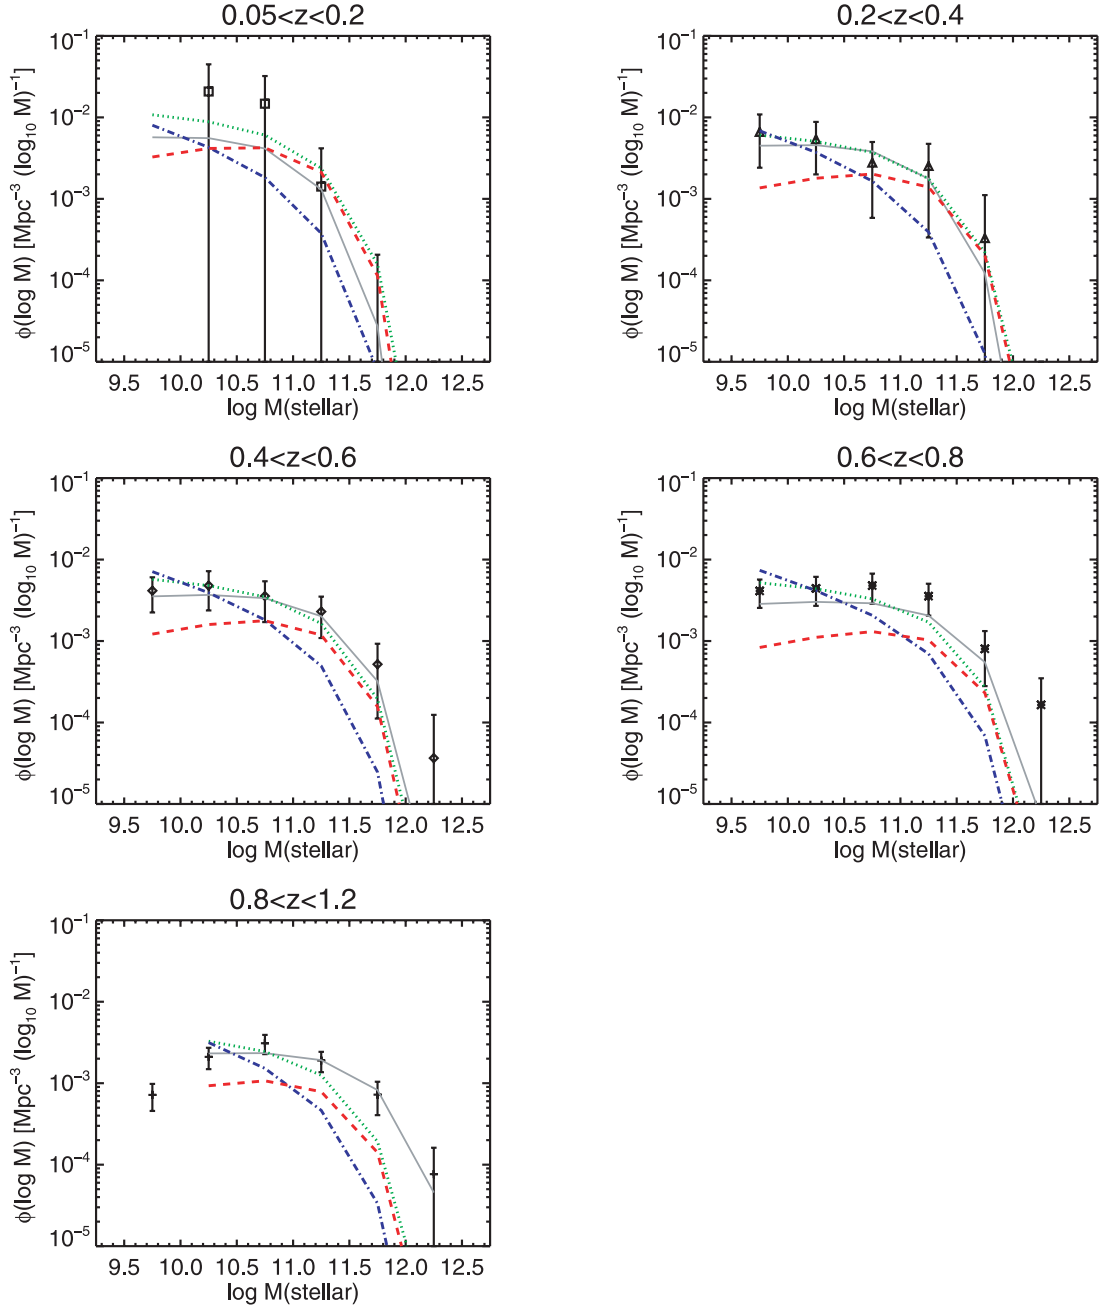 0.05<z<0.2
0.2<z<0.4
ϕ(log M) [Mpc⁻³ (log₁₀ M)⁻¹]
10⁻¹
10⁻²
10⁻³
10⁻⁴
10⁻⁵
9.5 10.0 10.5 11.0 11.5 12.0 12.5
log M(stellar)
ϕ(log M) [Mpc⁻³ (log₁₀ M)⁻¹]
10⁻¹
10⁻²
10⁻³
10⁻⁴
10⁻⁵
9.5 10.0 10.5 11.0 11.5 12.0 12.5
log M(stellar)
0.4<z<0.6
0.6<z<0.8
ϕ(log M) [Mpc⁻³ (log₁₀ M)⁻¹]
10⁻¹
10⁻²
10⁻³
10⁻⁴
10⁻⁵
9.5 10.0 10.5 11.0 11.5 12.0 12.5
log M(stellar)
ϕ(log M) [Mpc⁻³ (log₁₀ M)⁻¹]
10⁻¹
10⁻²
10⁻³
10⁻⁴
10⁻⁵
9.5 10.0 10.5 11.0 11.5 12.0 12.5
log M(stellar)
0.8<z<1.2
ϕ(log M) [Mpc⁻³ (log₁₀ M)⁻¹]
10⁻¹
10⁻²
10⁻³
10⁻⁴
10⁻⁵
9.5 10.0 10.5 11.0 11.5 12.0 12.5
log M(stellar)